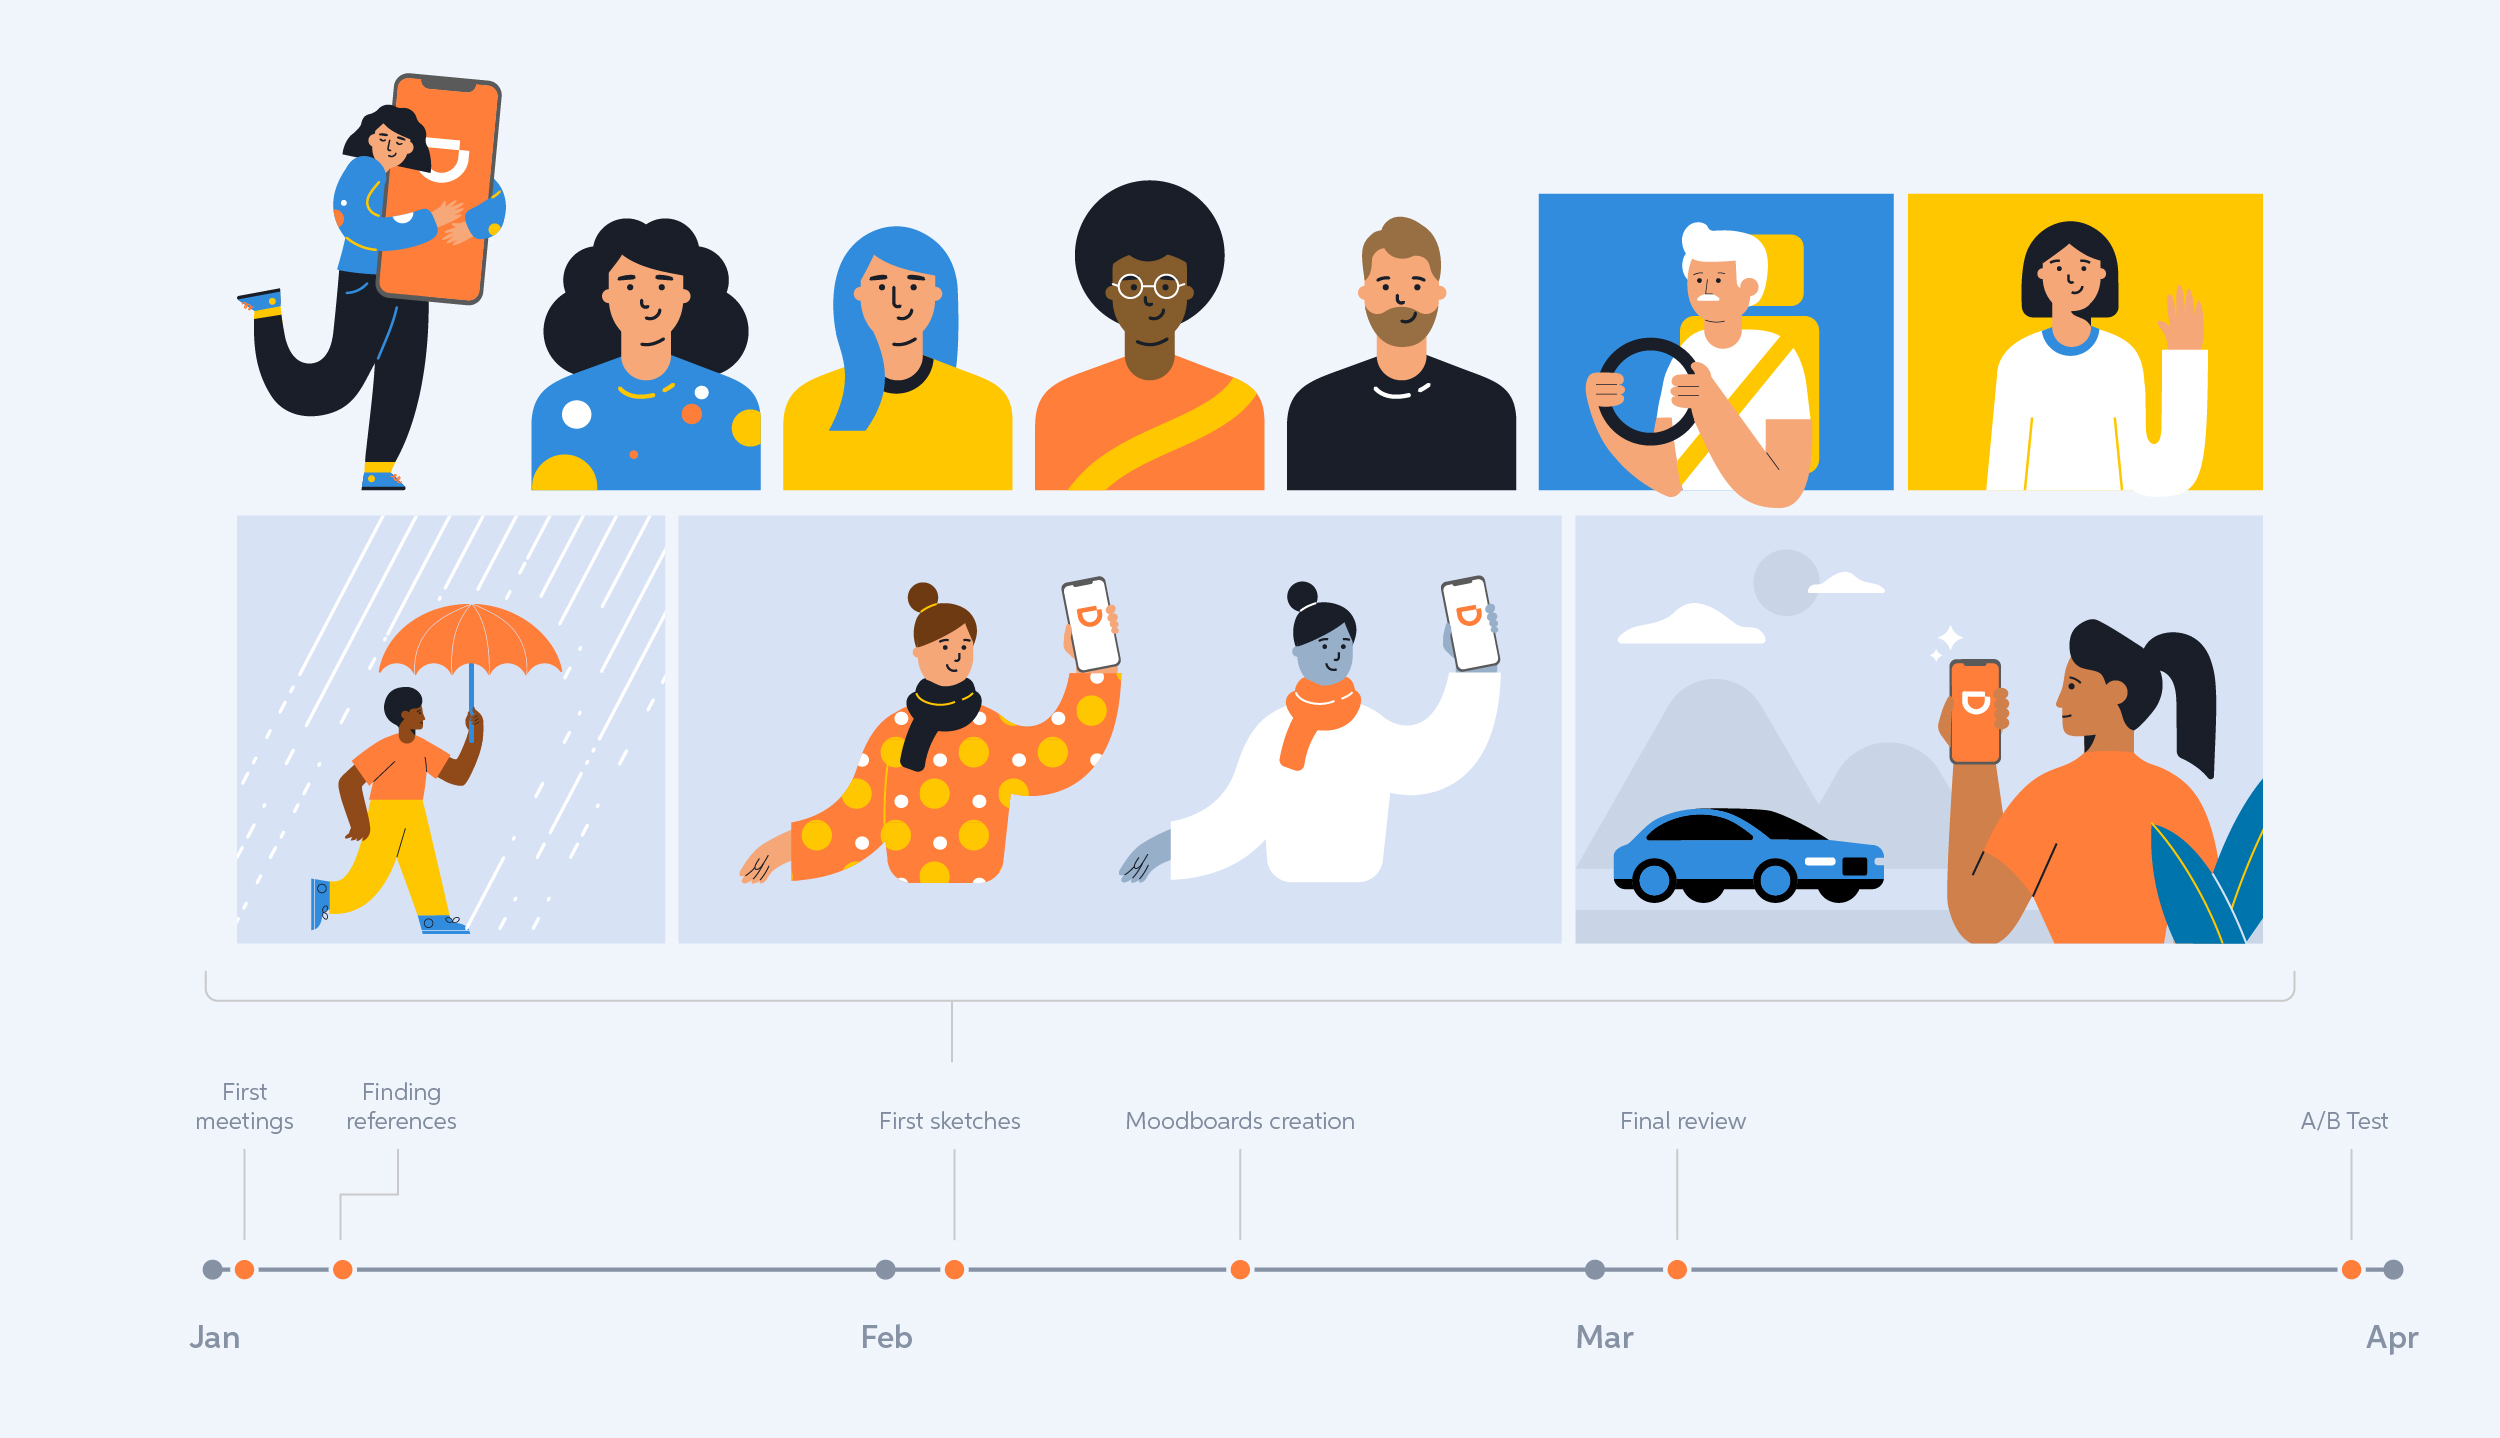 First
meetings
Finding
references
First sketches
Moodboards creation
Final review
A/B Test
Jan
Feb
Mar
Apr